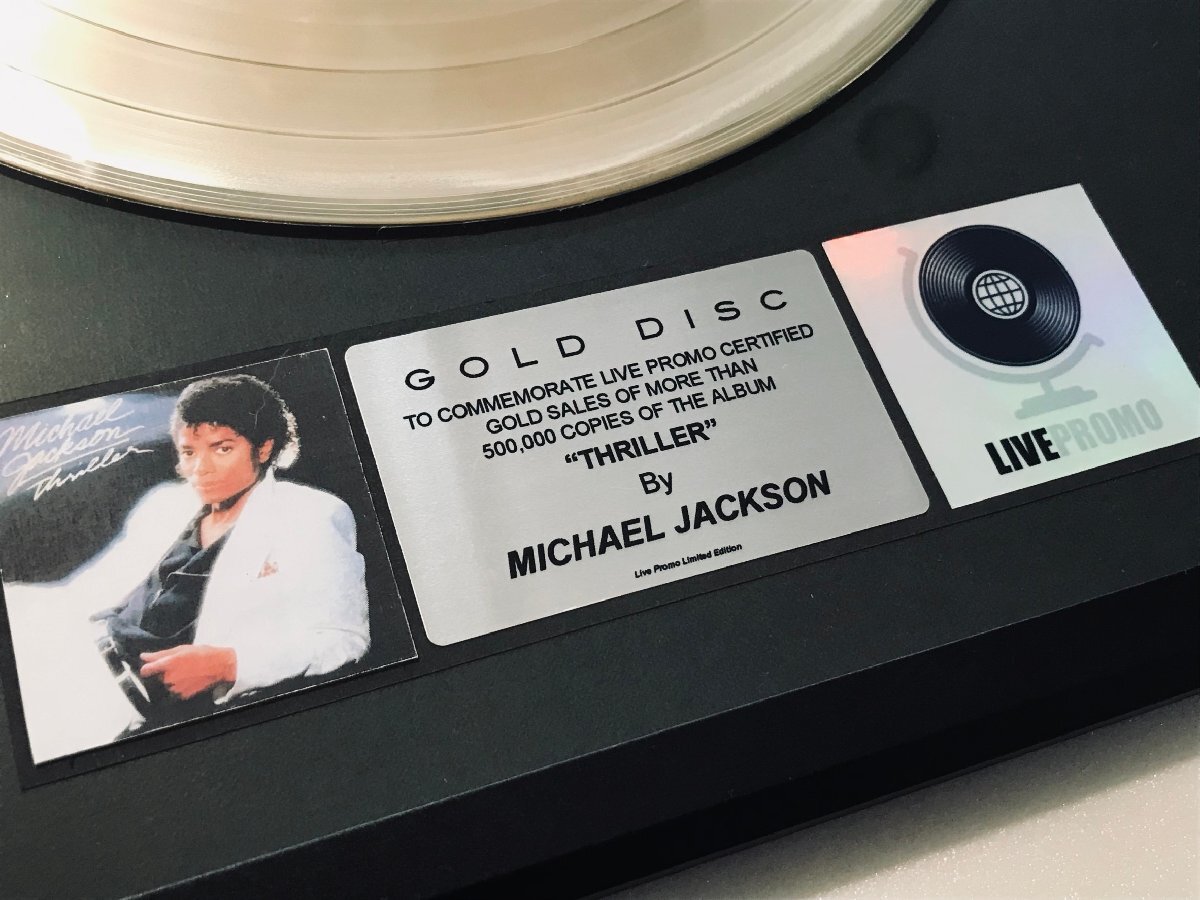 Michael
Jackson
Thriller
GOLD DISC
TO COMMEMORATE LIVE PROMO CERTIFIED
GOLD SALES OF MORE THAN
500,000 COPIES OF THE ALBUM
“THRILLER”
By
MICHAEL JACKSON
Live Promo Limited Edition
LIVEPROMO